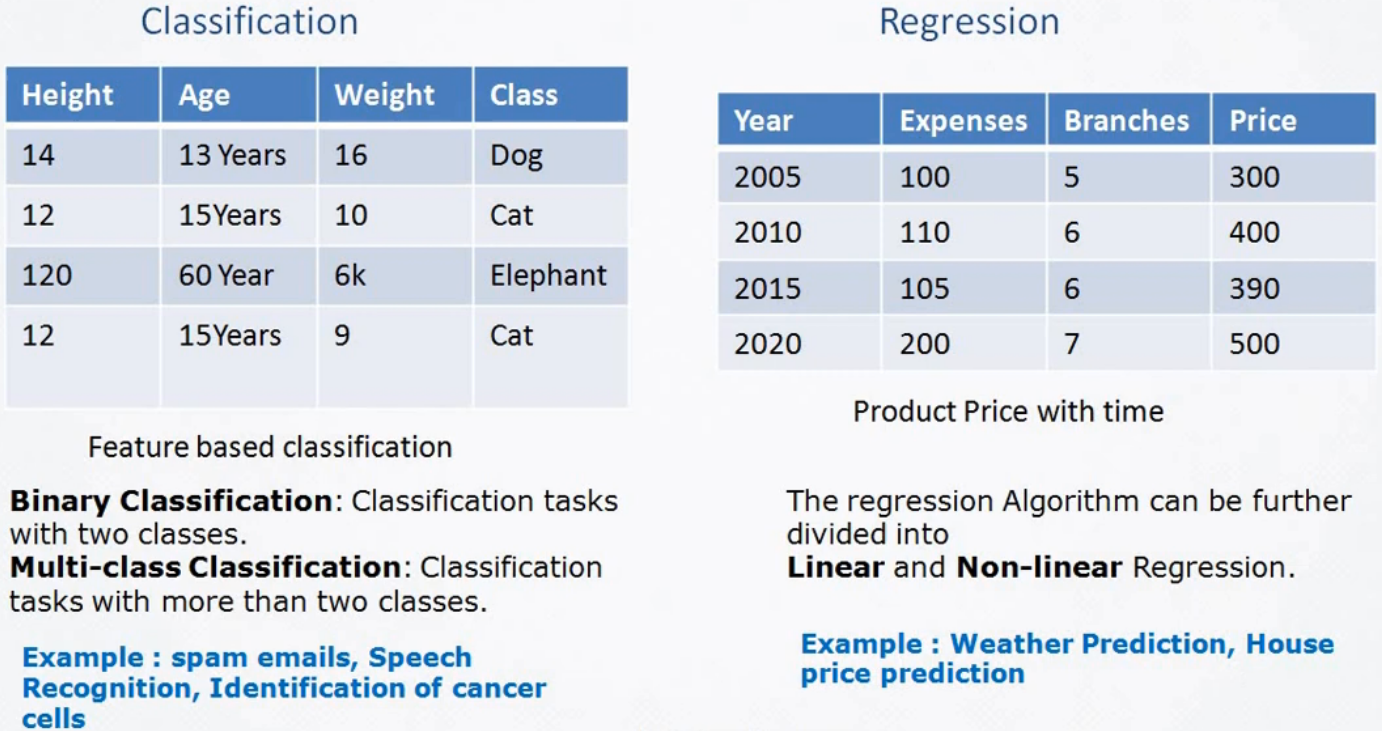 Classification
Height Age Weight Class
14 13 Years 16 Dog
12 15Years 10 Cat
120 60 Year 6k Elephant
12 15Years 9 Cat
Feature based classification
Binary Classification: Classification tasks
with two classes.
Multi-class Classification: Classification
tasks with more than two classes.
Example : spam emails, Speech
Recognition, Identification of cancer
cells
Regression
Year Expenses Branches Price
2005 100 5 300
2010 110 6 400
2015 105 6 390
2020 200 7 500
Product Price with time
The regression Algorithm can be further
divided into
Linear and Non-linear Regression.
Example : Weather Prediction, House
price prediction